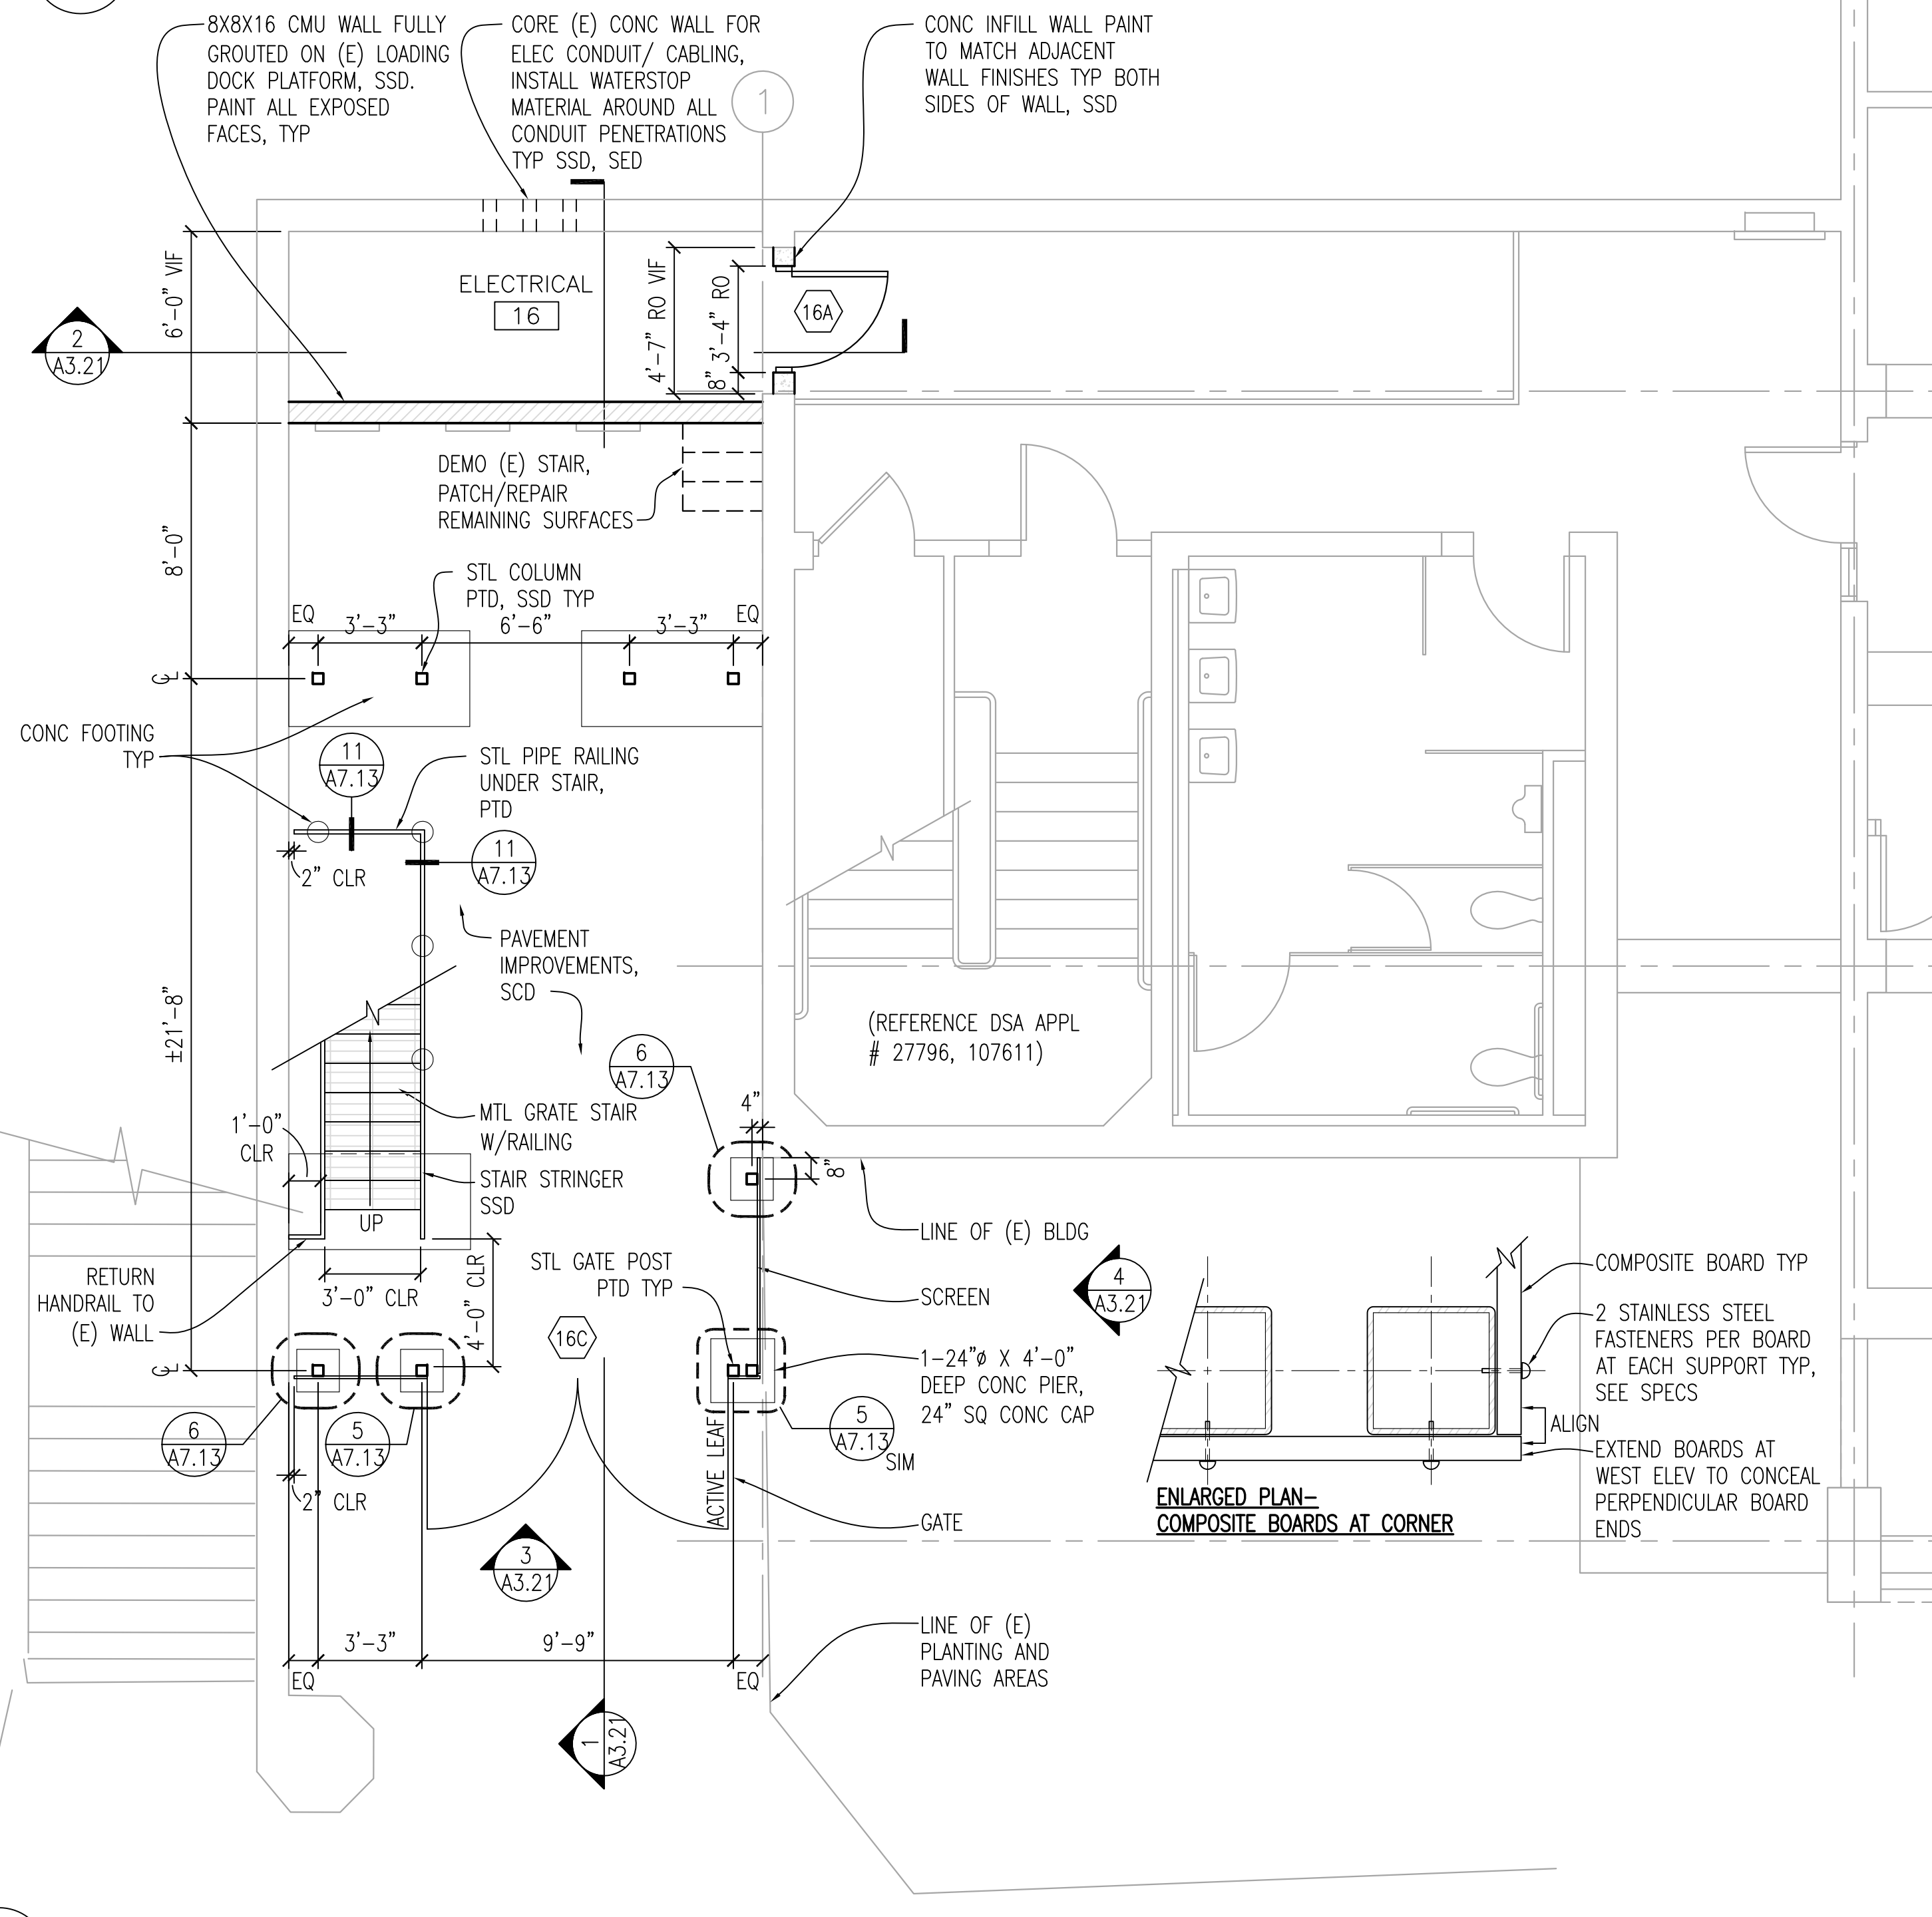 8X8X16 CMU WALL FULLY
GROUTED ON (E) LOADING
DOCK PLATFORM, SSD.
PAINT ALL EXPOSED
FACES, TYP
CORE (E) CONC WALL FOR
ELEC CONDUIT/ CABLING,
INSTALL WATERSTOP
MATERIAL AROUND ALL
CONDUIT PENETRATIONS
TYP SSD, SED
1
CONC INFILL WALL PAINT
TO MATCH ADJACENT
WALL FINISHES TYP BOTH
SIDES OF WALL, SSD
6'-0" VIF
ELECTRICAL
16
4'-7" RO VIF
3'-4" RO
8"
16A
2
A3.21
DEMO (E) STAIR,
PATCH/REPAIR
REMAINING SURFACES
8'-0"
STL COLUMN
PTD, SSD TYP
EQ
3'-3"
6'-6"
3'-3"
EQ
CL
CONC FOOTING
TYP
11
A7.13
STL PIPE RAILING
UNDER STAIR,
PTD
11
A7.13
2" CLR
PAVEMENT
IMPROVEMENTS,
SCD
±21'-8"
(REFERENCE DSA APPL
# 27796, 107611)
6
A7.13
4"
8"
1'-0"
CLR
MTL GRATE STAIR
W/RAILING
STAIR STRINGER
SSD
UP
LINE OF (E) BLDG
RETURN
HANDRAIL TO
(E) WALL
3'-0" CLR
4'-0" CLR
STL GATE POST
PTD TYP
SCREEN
4
A3.21
16C
CL
1-24"ø X 4'-0"
DEEP CONC PIER,
24" SQ CONC CAP
6
A7.13
5
A7.13
5
A7.13
SIM
2" CLR
ACTIVE LEAF
GATE
3
A3.21
COMPOSITE BOARD TYP
2 STAINLESS STEEL
FASTENERS PER BOARD
AT EACH SUPPORT TYP,
SEE SPECS
ALIGN
EXTEND BOARDS AT
WEST ELEV TO CONCEAL
PERPENDICULAR BOARD
ENDS
ENLARGED PLAN-
COMPOSITE BOARDS AT CORNER
LINE OF (E)
PLANTING AND
PAVING AREAS
EQ
3'-3"
9'-9"
EQ
1
A3.21